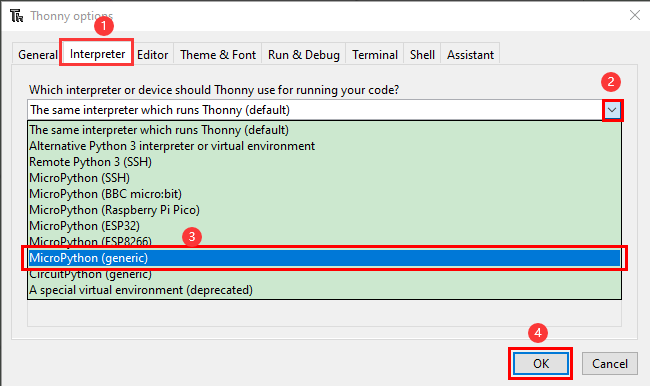 Thonny options
1
General Interpreter Editor Theme & Font Run & Debug Terminal Shell Assistant
Which interpreter or device should Thonny use for running your code?
2
The same interpreter which runs Thonny (default)
The same interpreter which runs Thonny (default)
Alternative Python 3 interpreter or virtual environment
Remote Python 3 (SSH)
MicroPython (SSH)
MicroPython (BBC micro:bit)
MicroPython (Raspberry Pi Pico)
MicroPython (ESP32)
MicroPython (ESP8266)
3
MicroPython (generic)
CircuitPython (generic)
A special virtual environment (deprecated)
4
OK Cancel